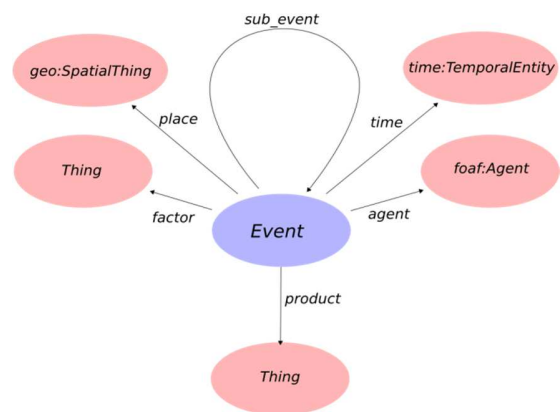 sub_event
geo:SpatialThing
time:TemporalEntity
place
time
Thing
foaf:Agent
factor
agent
Event
product
Thing